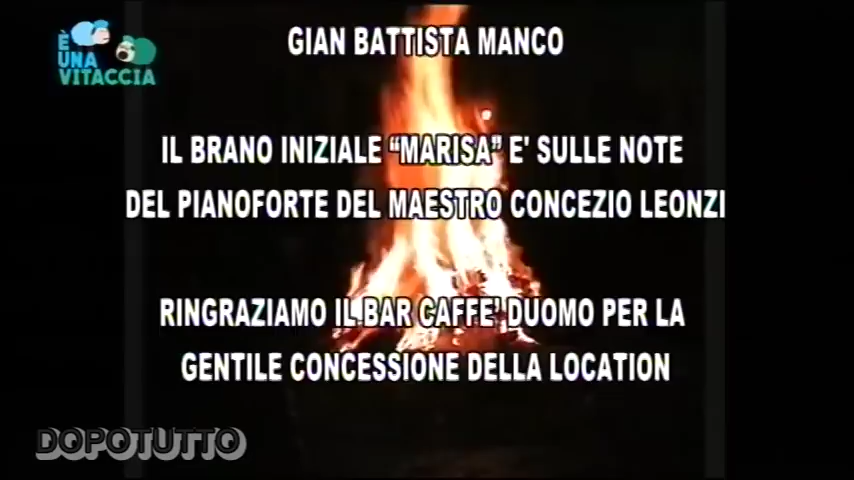 È
UNA
VITACCIA
GIAN BATTISTA MANCO
IL BRANO INIZIALE “MARISA” E' SULLE NOTE
DEL PIANOFORTE DEL MAESTRO CONCEZIO LEONZI
RINGRAZIAMO IL BAR CAFFE' DUOMO PER LA
GENTILE CONCESSIONE DELLA LOCATION
DOPOTUTTO